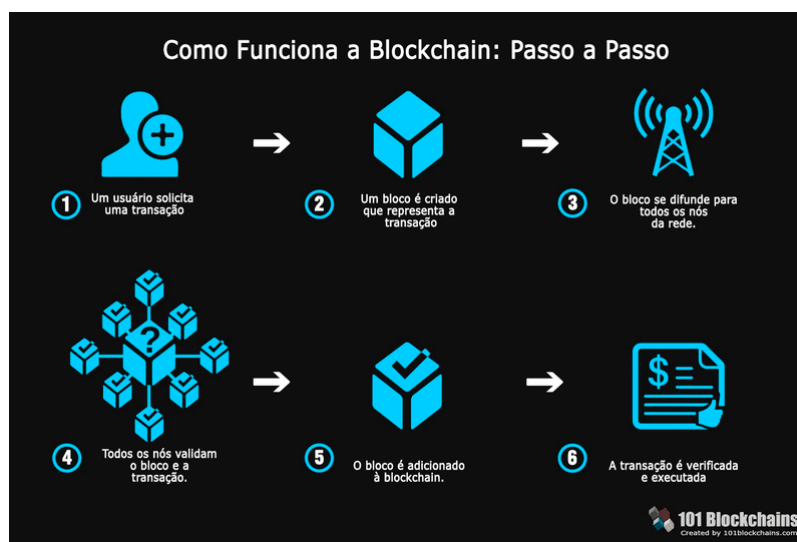 Como Funciona a Blockchain: Passo a Passo
1
Um usuário solicita
uma transação
2
Um bloco é criado
que representa a
transação
3
O bloco se difunde para
todos os nós
da rede.
?
4
Todos os nós validam
o bloco e a
transação.
5
O bloco é adicionado
à blockchain.
$
6
A transação é verificada
e executada
101 Blockchains
Created by 101blockchains.com